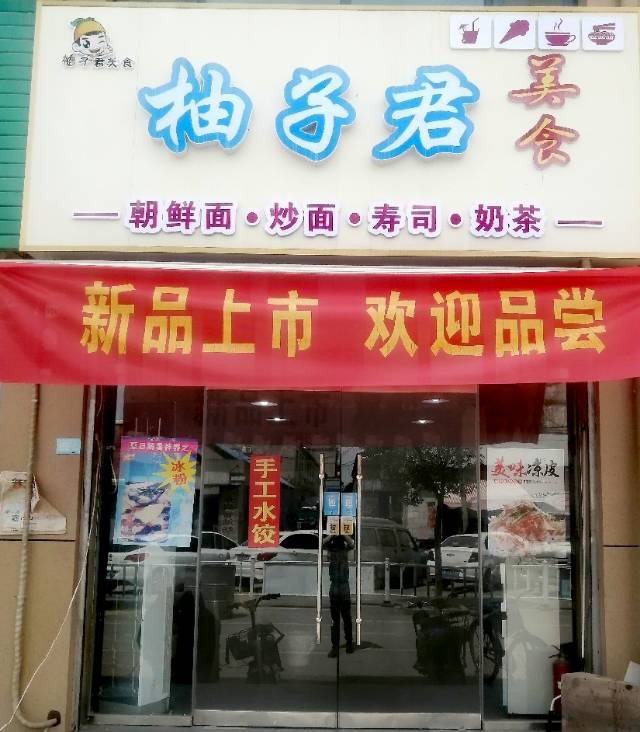 柚子君美食
柚子君
美食
朝鲜面·炒面·寿司·奶茶
新品上市 欢迎品尝
冰粉
手工水饺
美味凉皮